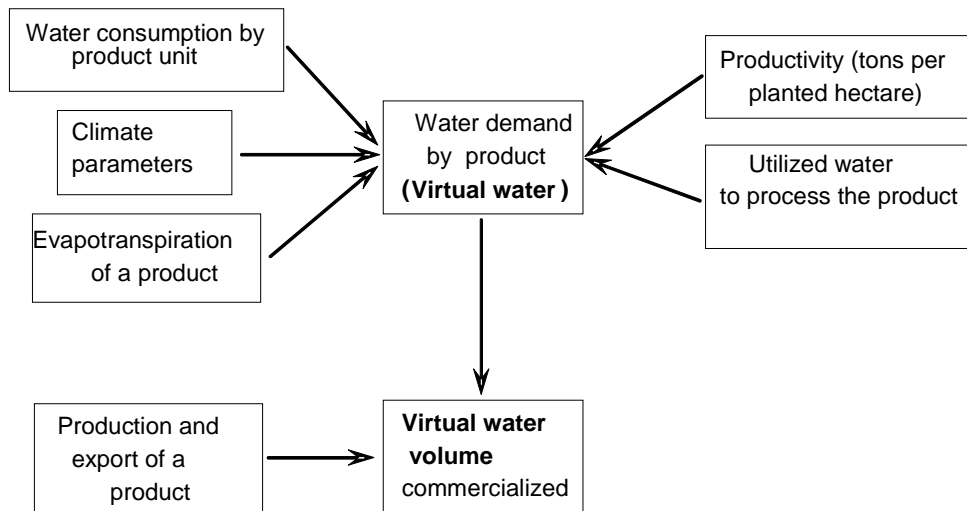 Water consumption by
product unit
Climate
parameters
Evapotranspiration
of a product
Water demand
by product
(Virtual water )
Productivity (tons per
planted hectare)
Utilized water
to process the product
Production and
export of a
product
Virtual water
volume
commercialized